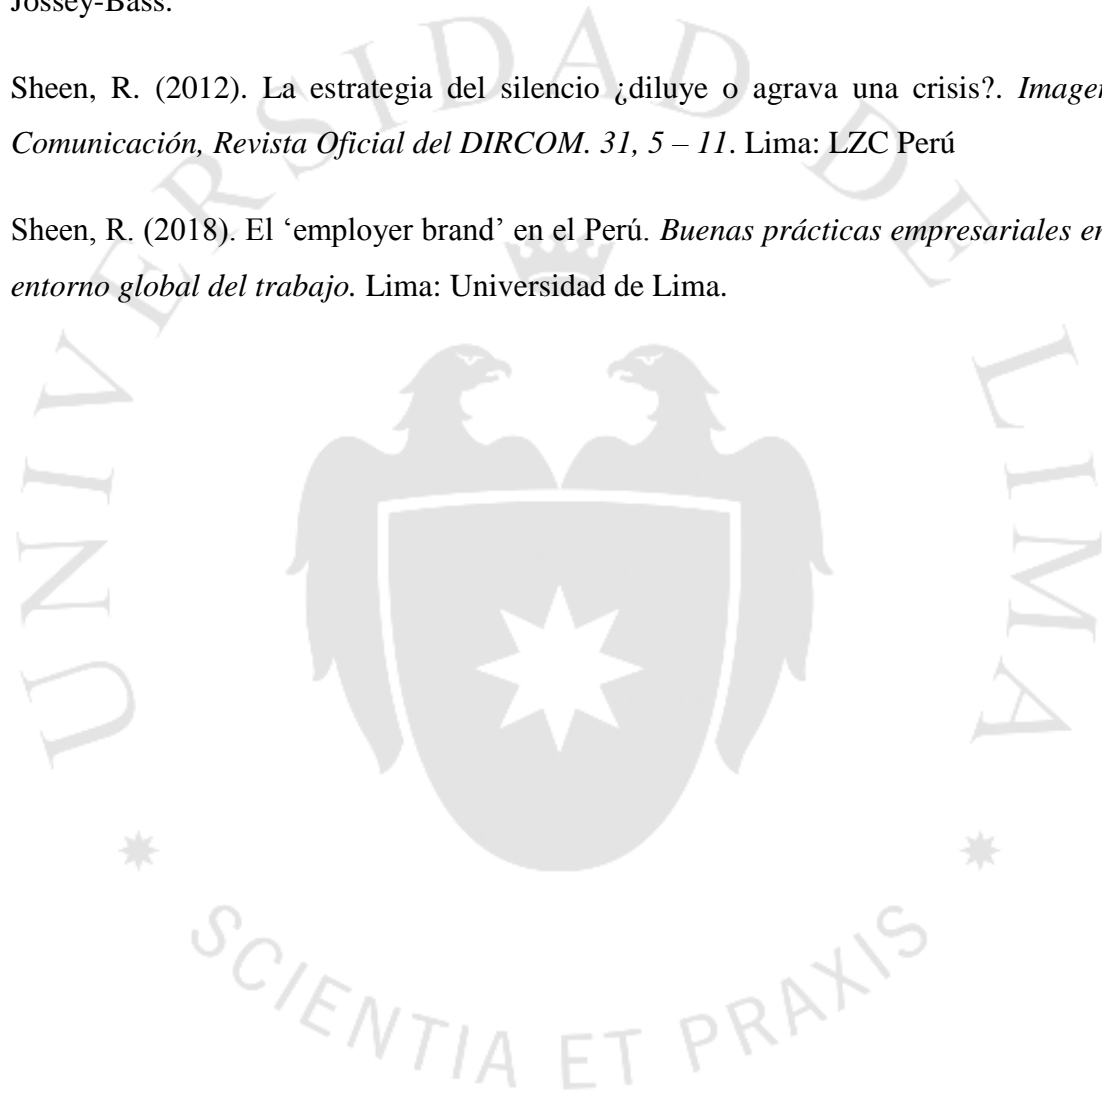 Jossey-Bass.
Sheen, R. (2012). La estrategia del silencio ¿diluye o agrava una crisis?. Imagen
Comunicación, Revista Oficial del DIRCOM. 31, 5 – 11. Lima: LZC Perú
Sheen, R. (2018). El ‘employer brand’ en el Perú. Buenas prácticas empresariales en
entorno global del trabajo. Lima: Universidad de Lima.
UNIVERSIDAD DE LIMA
SCIENTIA ET PRAXIS